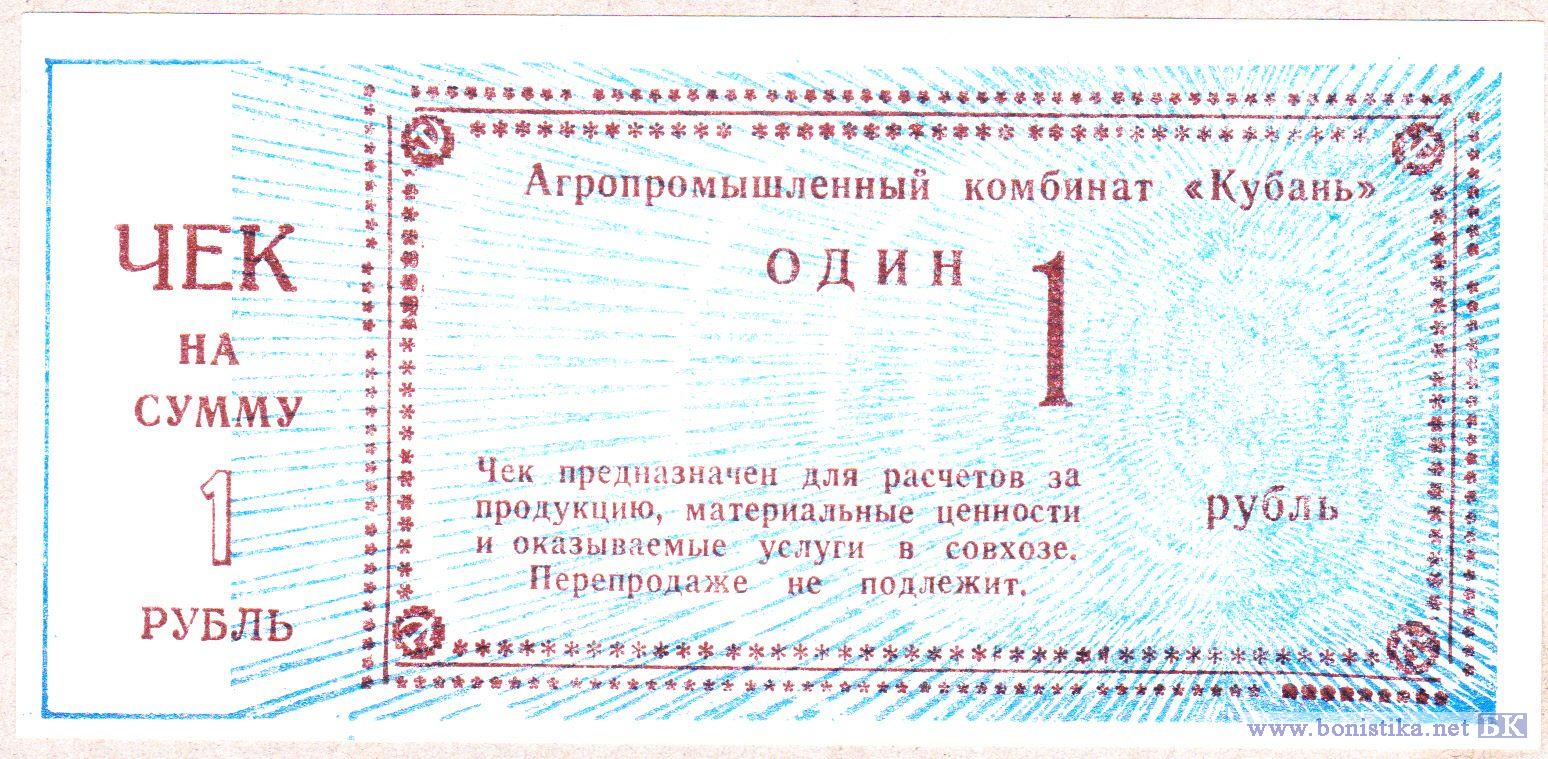 ЧЕК
НА
СУММУ
1
РУБЛЬ
Агропромышленный комбинат «Кубань»
ОДИН 1
Чек предназначен для расчетов за
продукцию, материальные ценности
и оказываемые услуги в совхозе.
Перепродаже не подлежит.
рубль
www.bonistika.net БК